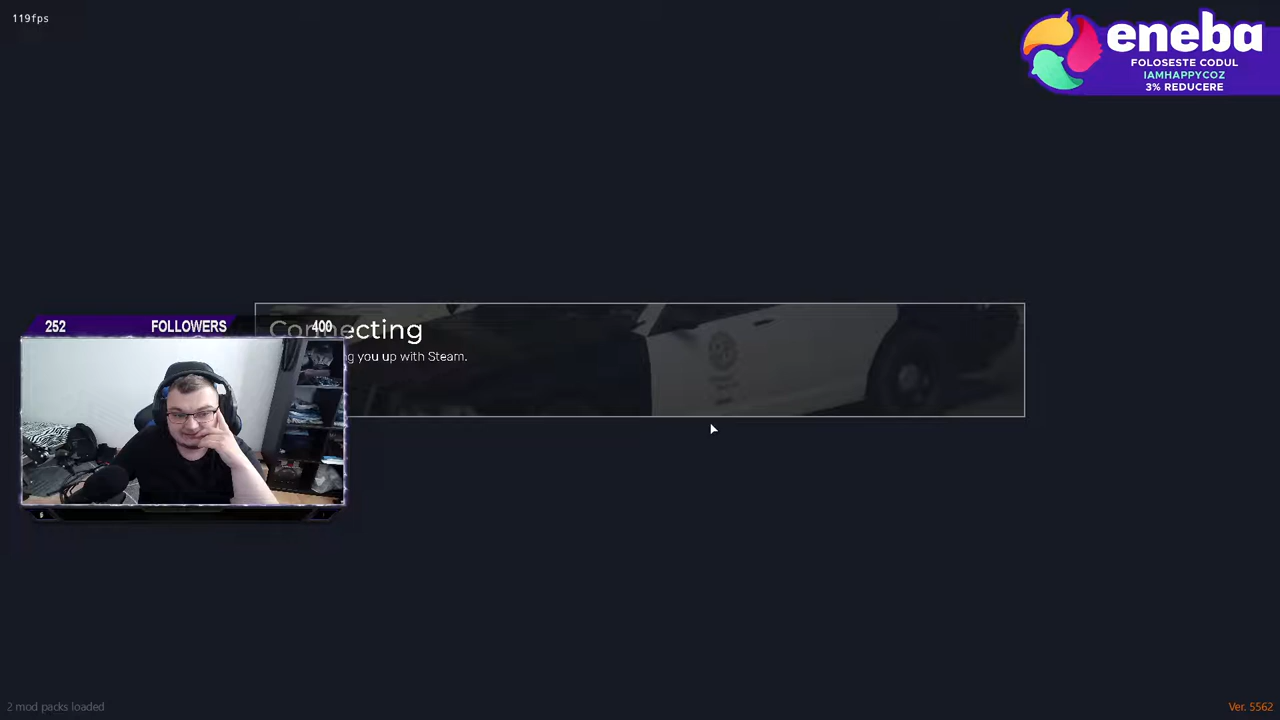 119fps
eneba
FOLOSESTE CODUL
IAMHAPPYCOZ
3% REDUCERE
252 FOLLOWERS 400
Connecting
you up with Steam.
2 mod packs loaded
Ver. 5562